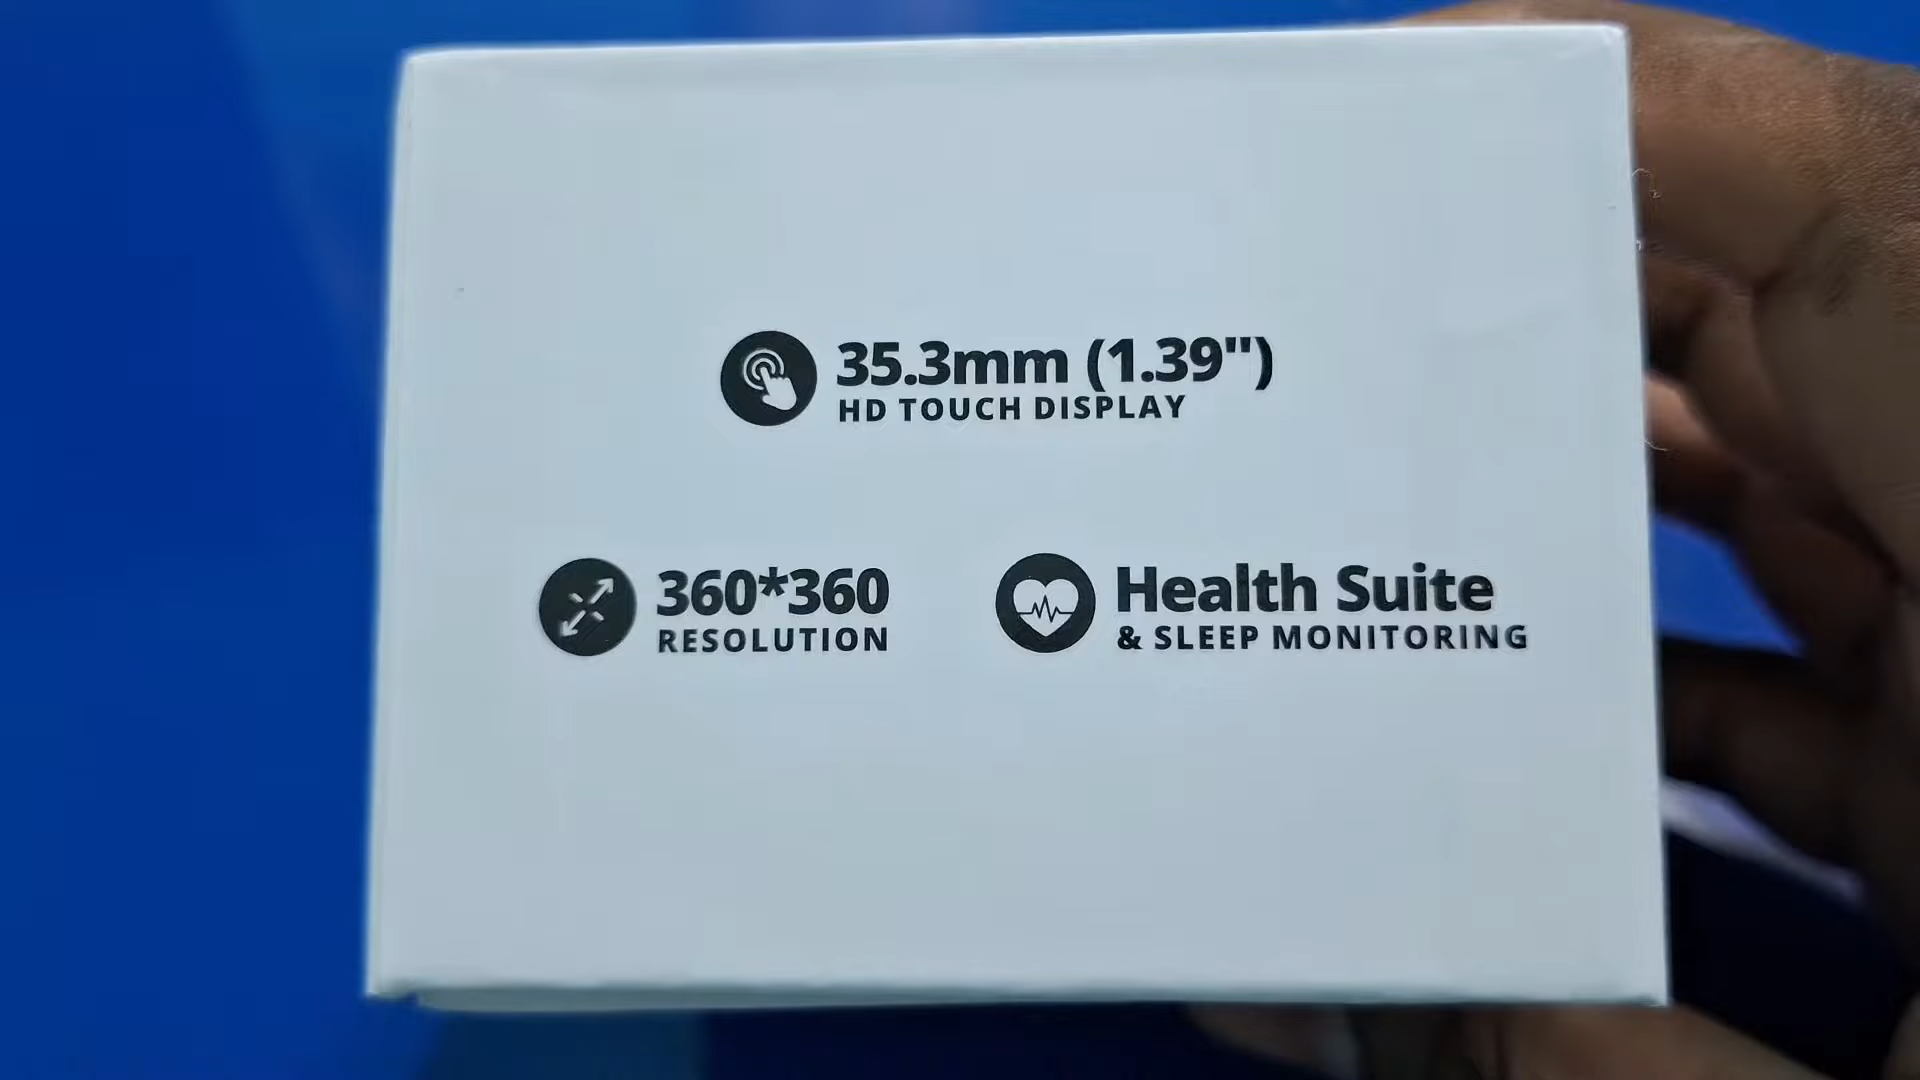 35.3mm (1.39")
HD TOUCH DISPLAY
360*360
RESOLUTION
Health Suite
& SLEEP MONITORING